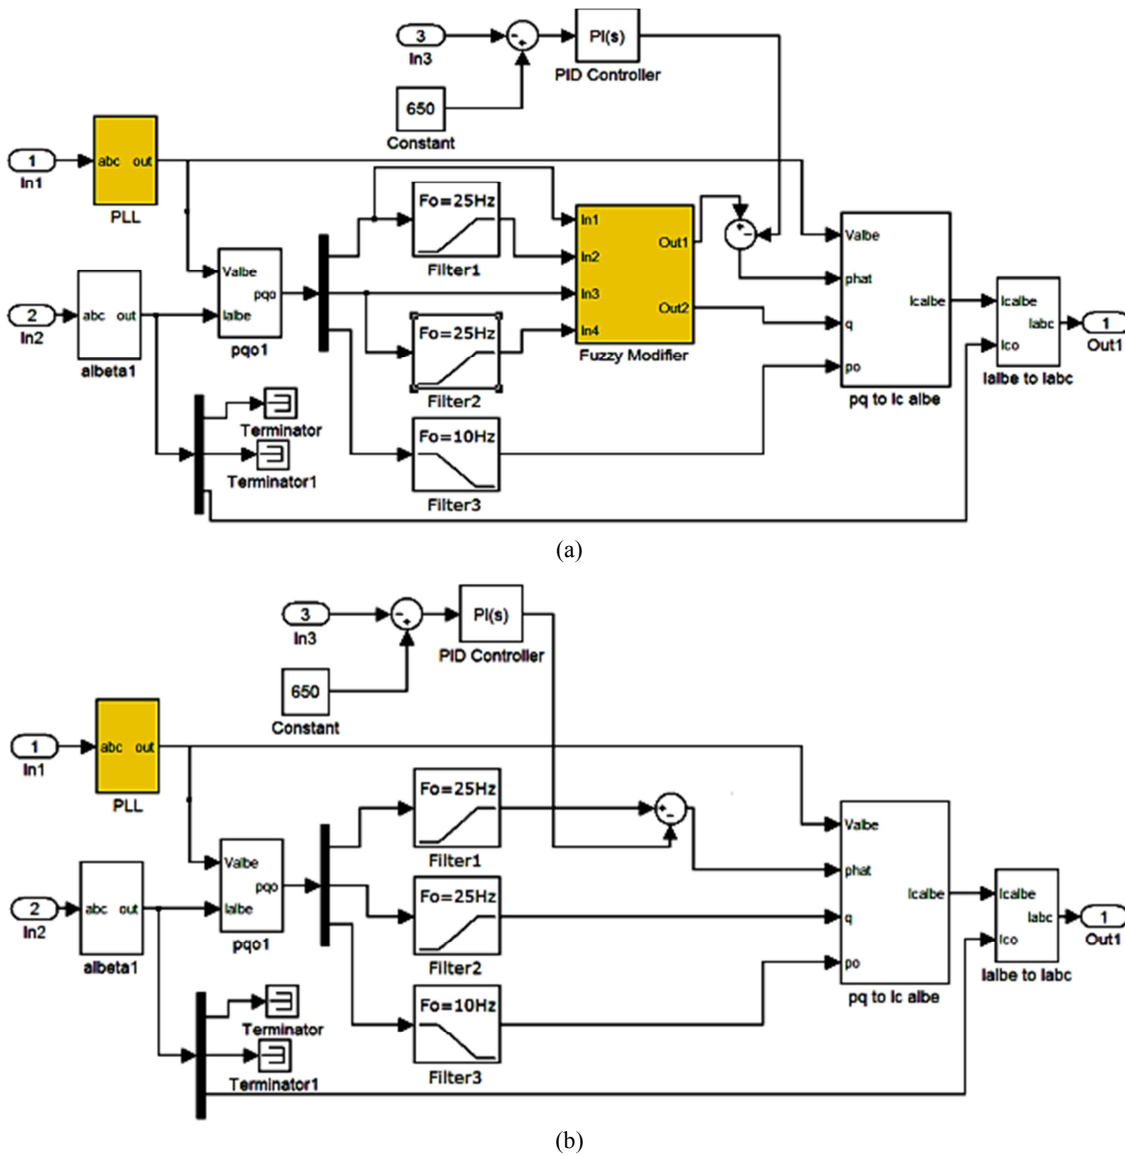 3
In3
PI(s)
PID Controller
650
Constant
1
In1
abc out
PLL
Fo=25Hz
Filter1
In1
In2
In3
In4
Out1
Out2
Fuzzy Modifier
2
In2
abc out
albeta1
Valbe
Ialbe
pqo
pqo1
Fo=25Hz
Filter2
Fo=10Hz
Filter3
Terminator
Terminator1
Valbe
phat
q
po
Icalbe
pq to Ic albe
Icalbe
Iabc
Ico
Ialbe to Iabc
1
Out1
(a)
3
In3
PI(s)
PID Controller
650
Constant
1
In1
abc out
PLL
Fo=25Hz
Filter1
2
In2
abc out
albeta1
Valbe
Ialbe
pqo
pqo1
Fo=25Hz
Filter2
Fo=10Hz
Filter3
Terminator
Terminator1
Valbe
phat
q
po
Icalbe
pq to Ic albe
Icalbe
Iabc
Ico
Ialbe to Iabc
1
Out1
(b)